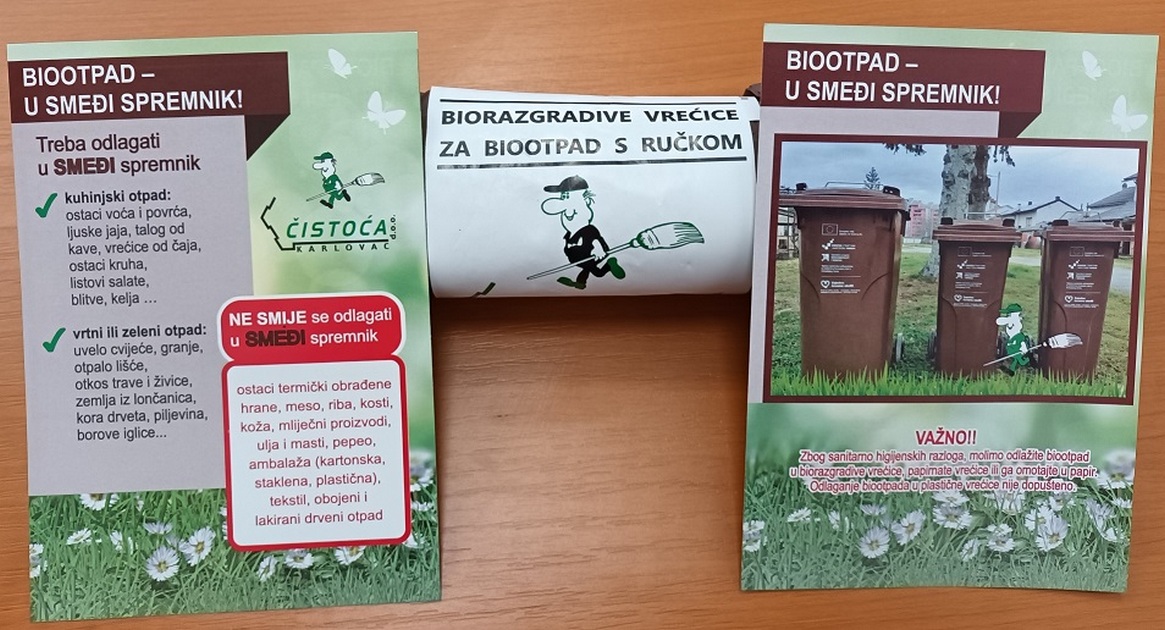 BIOOTPAD –
U SMEĐI SPREMNIK!
Treba odlagati
u SMEĐI spremnik
kuhinjski otpad:
ostaci voća i povrća,
ljuske jaja, talog od
kave, vrećice od čaja,
ostaci kruha,
listovi salate,
blitve, kelja ...
vrtni ili zeleni otpad:
uvelo cvijeće, granje,
otpalo lišće,
otkos trave i živice,
zemlja iz lončanica,
kora drveta, piljevina,
borove iglice...
ČISTOĆA d.o.o.
KARLOVAC
NE SMIJE se odlagati
u SMEĐI spremnik
ostaci termički obrađene
hrane, meso, riba, kosti,
koža, mliječni proizvodi,
ulja i masti, pepeo,
ambalaža (kartonska,
staklena, plastična),
tekstil, obojeni i
lakirani drveni otpad
BIORAZGRADIVE VREĆICE
ZA BIOOTPAD S RUČKOM
BIOOTPAD –
U SMEĐI SPREMNIK!
VAŽNO!!
Zbog sanitarno higijenskih razloga, molimo odlažite biootpad
u biorazgradive vrećice, papirnate vrećice ili ga omotajte u papir.
Odlaganje biootpada u plastične vrećice nije dopušteno.